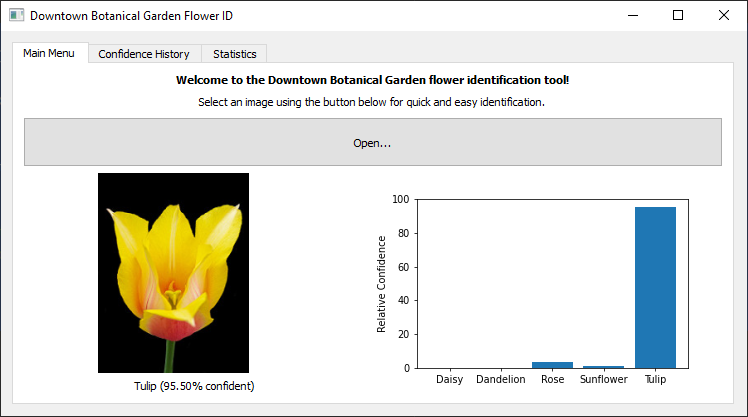 Downtown Botanical Garden Flower ID
Main Menu
Confidence History
Statistics
Welcome to the Downtown Botanical Garden flower identification tool!
Select an image using the button below for quick and easy identification.
Open...
Tulip (95.50% confident)
Relative Confidence
100
80
60
40
20
0
Daisy
Dandelion
Rose
Sunflower
Tulip